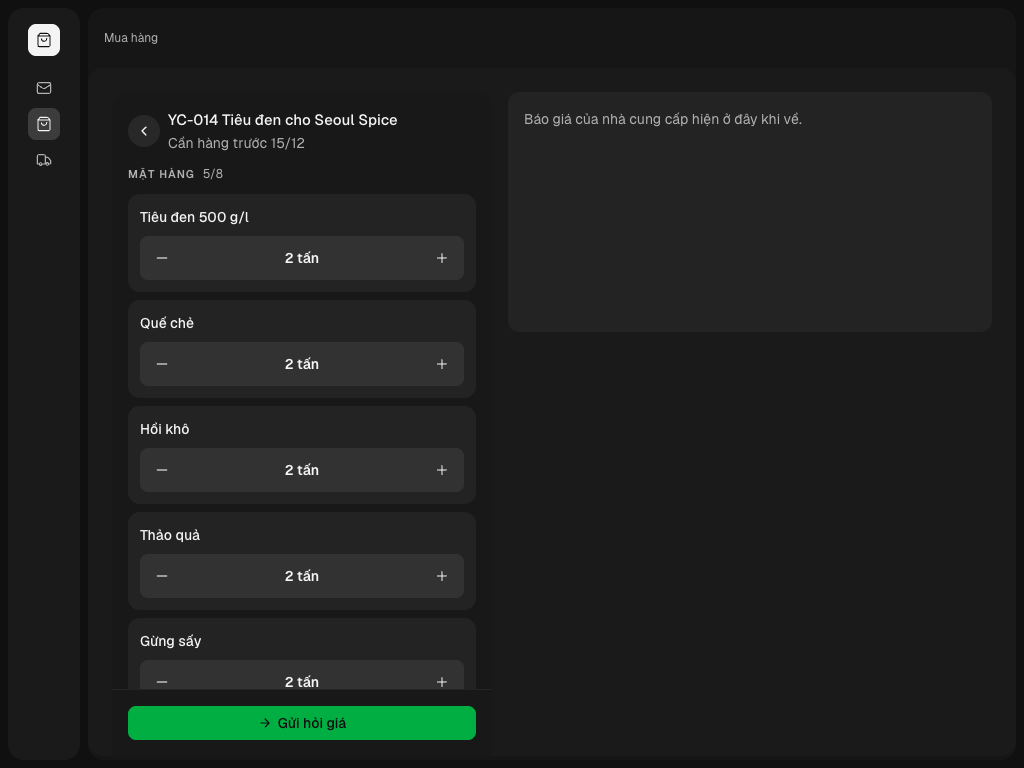 Mua hàng
YC-014 Tiêu đen cho Seoul Spice
Cần hàng trước 15/12
MẶT HÀNG 5/8
Tiêu đen 500 g/l
2 tấn
Quế chẻ
2 tấn
Hồi khô
2 tấn
Thảo quả
2 tấn
Gừng sấy
2 tấn
Gửi hỏi giá
Báo giá của nhà cung cấp hiện ở đây khi về.